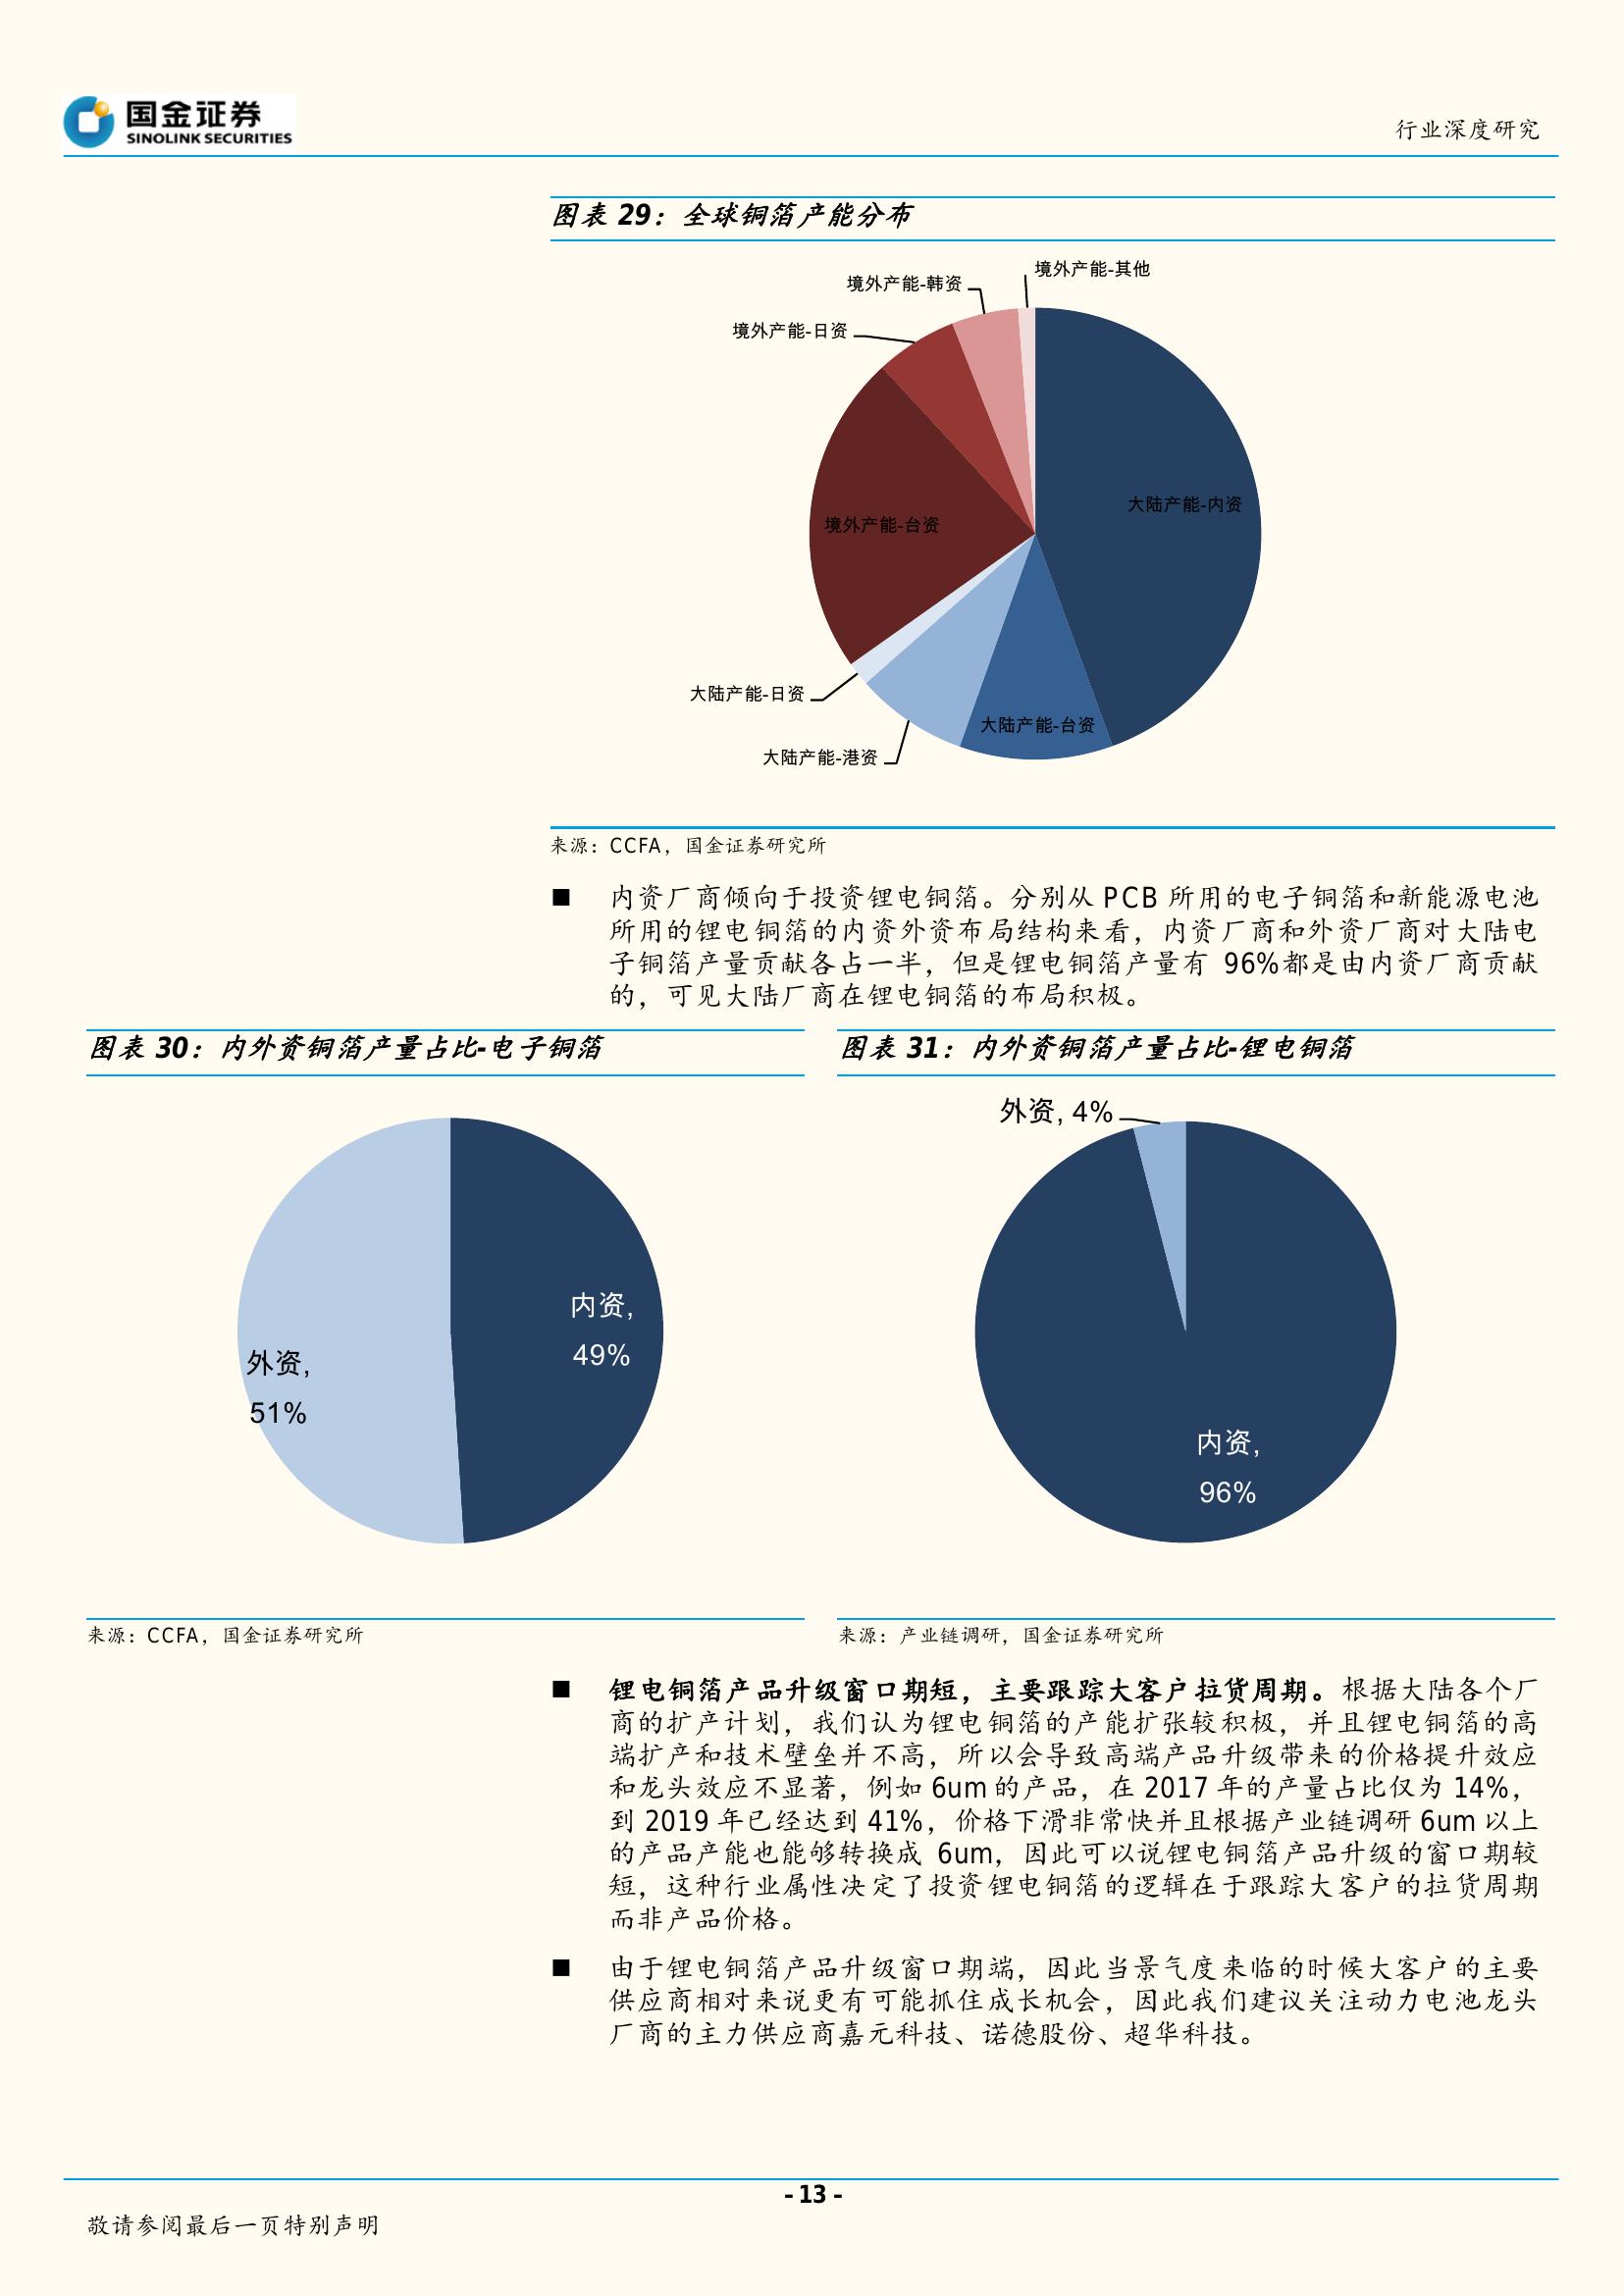 国金证券
SINOLINK SECURITIES
行业深度研究
图表 29：全球铜箔产能分布
境外产能-其他
境外产能-韩资
境外产能-日资
大陆产能-内资
境外产能-台资
大陆产能-日资
大陆产能-台资
大陆产能-港资
来源：CCFA，国金证券研究所
■ 内资厂商倾向于投资锂电铜箔。分别从 PCB 所用的电子铜箔和新能源电池
所用的锂电铜箔的内资外资布局结构来看，内资厂商和外资厂商对大陆电
子铜箔产量贡献各占一半，但是锂电铜箔产量有 96%都是由内资厂商贡献
的，可见大陆厂商在锂电铜箔的布局积极。
图表 30：内外资铜箔产量占比-电子铜箔
内资,
49%
外资,
51%
来源：CCFA，国金证券研究所
图表 31：内外资铜箔产量占比-锂电铜箔
外资, 4%
内资,
96%
来源：产业链调研，国金证券研究所
■ 锂电铜箔产品升级窗口期短，主要跟踪大客户拉货周期。根据大陆各个厂
商的扩产计划，我们认为锂电铜箔的产能扩张较积极，并且锂电铜箔的高
端扩产和技术壁垒并不高，所以会导致高端产品升级带来的价格提升效应
和龙头效应不显著，例如 6um 的产品，在 2017 年的产量占比仅为 14%，
到 2019 年已经达到 41%，价格下滑非常快并且根据产业链调研 6um 以上
的产品产能也能够转换成 6um，因此可以说锂电铜箔产品升级的窗口期较
短，这种行业属性决定了投资锂电铜箔的逻辑在于跟踪大客户的拉货周期
而非产品价格。
■ 由于锂电铜箔产品升级窗口期端，因此当景气度来临的时候大客户的主要
供应商相对来说更有可能抓住成长机会，因此我们建议关注动力电池龙头
厂商的主力供应商嘉元科技、诺德股份、超华科技。
- 13 -
敬请参阅最后一页特别声明